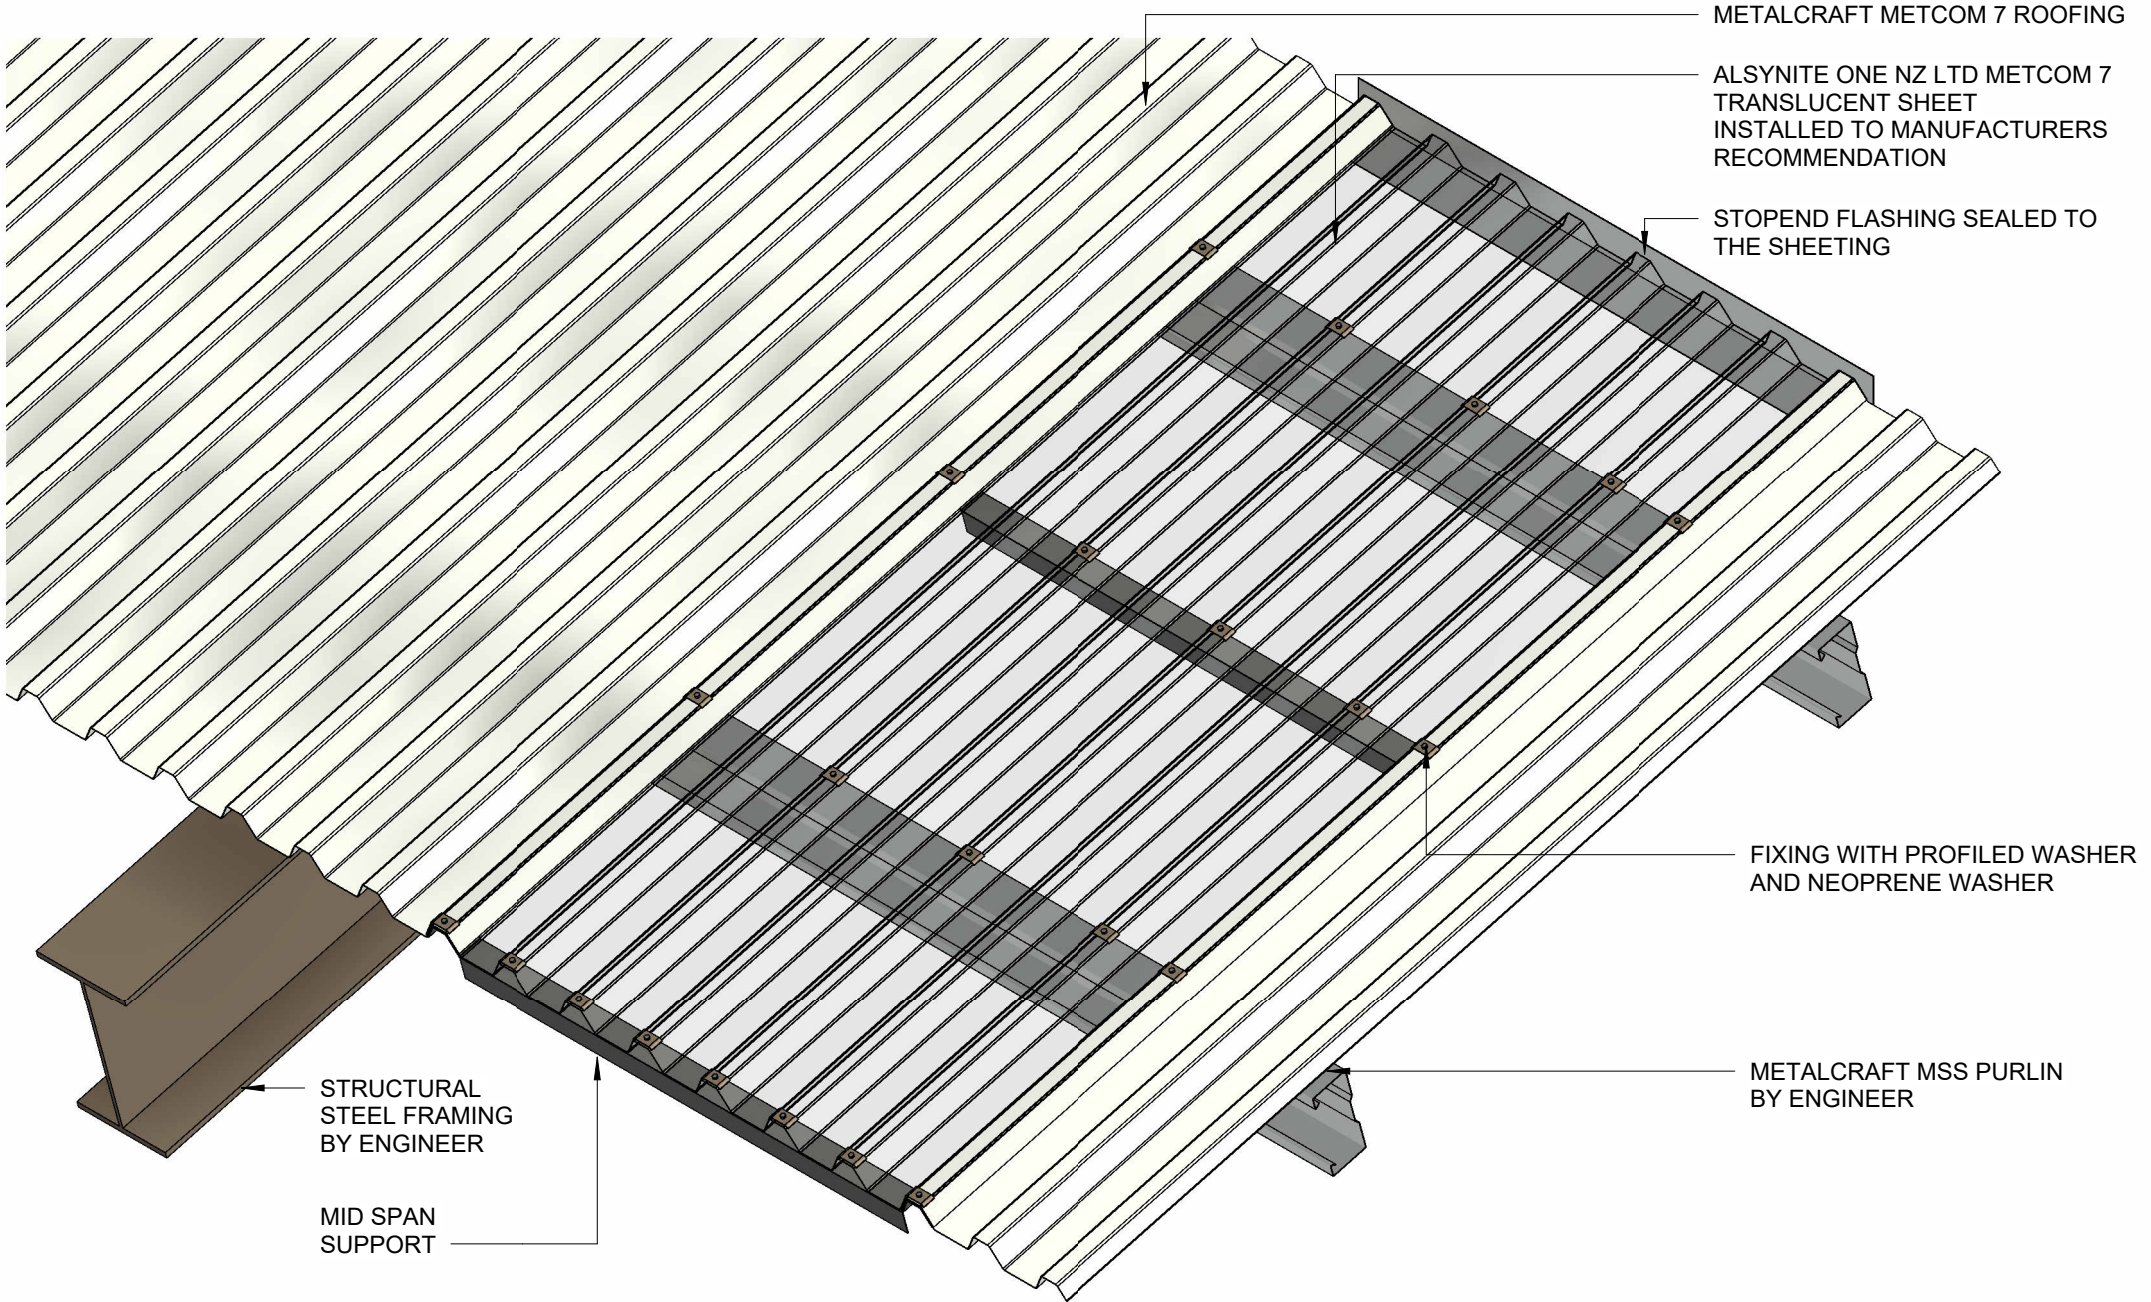 METALCRAFT METCOM 7 ROOFING
ALSYNITE ONE NZ LTD METCOM 7
TRANSLUCENT SHEET
INSTALLED TO MANUFACTURERS
RECOMMENDATION
STOPEND FLASHING SEALED TO
THE SHEETING
FIXING WITH PROFILED WASHER
AND NEOPRENE WASHER
METALCRAFT MSS PURLIN
BY ENGINEER
STRUCTURAL
STEEL FRAMING
BY ENGINEER
MID SPAN
SUPPORT